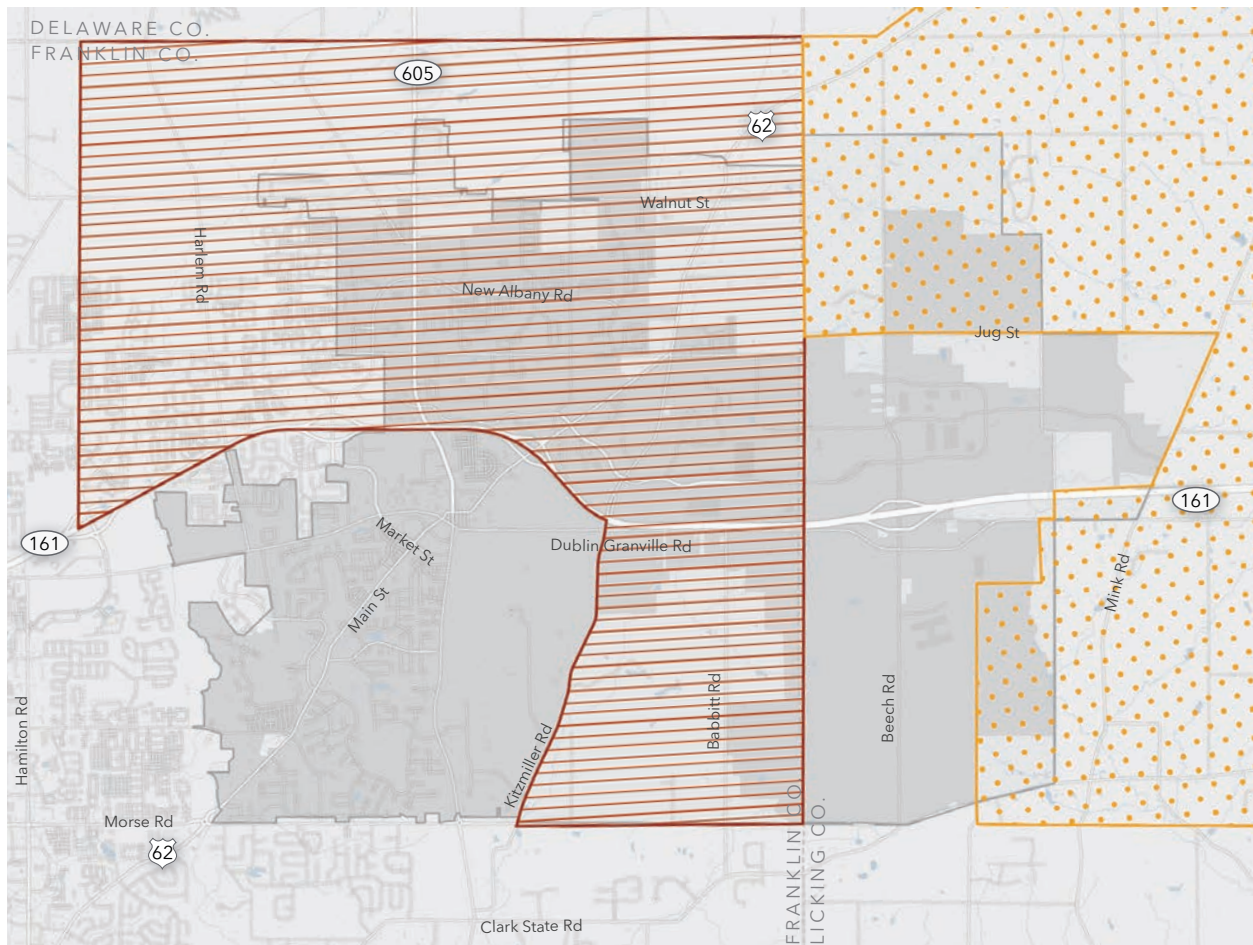 DELAWARE CO.
FRANKLIN CO.
605
62
Walnut St
Harlem Rd
New Albany Rd
Jug St
161
161
Market St
Dublin Granville Rd
Main St
Mink Rd
Hamilton Rd
Babbitt Rd
Beech Rd
Kitzmiller Rd
Morse Rd
62
FRANKLIN CO.
LICKING CO.
Clark State Rd